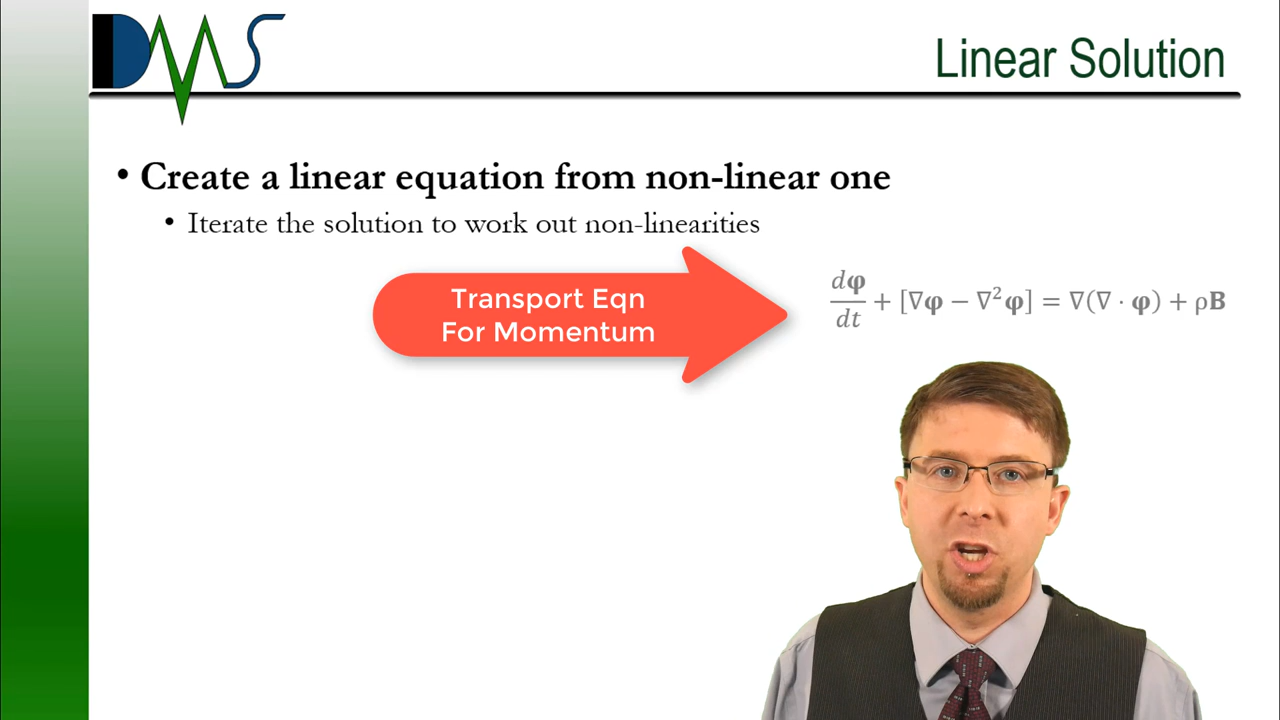 DMS
Linear Solution
• Create a linear equation from non-linear one
• Iterate the solution to work out non-linearities
Transport Eqn
For Momentum
d𝛗/dt + [∇𝛗 − ∇²𝛗] = ∇(∇ · 𝛗) + ρ𝐁